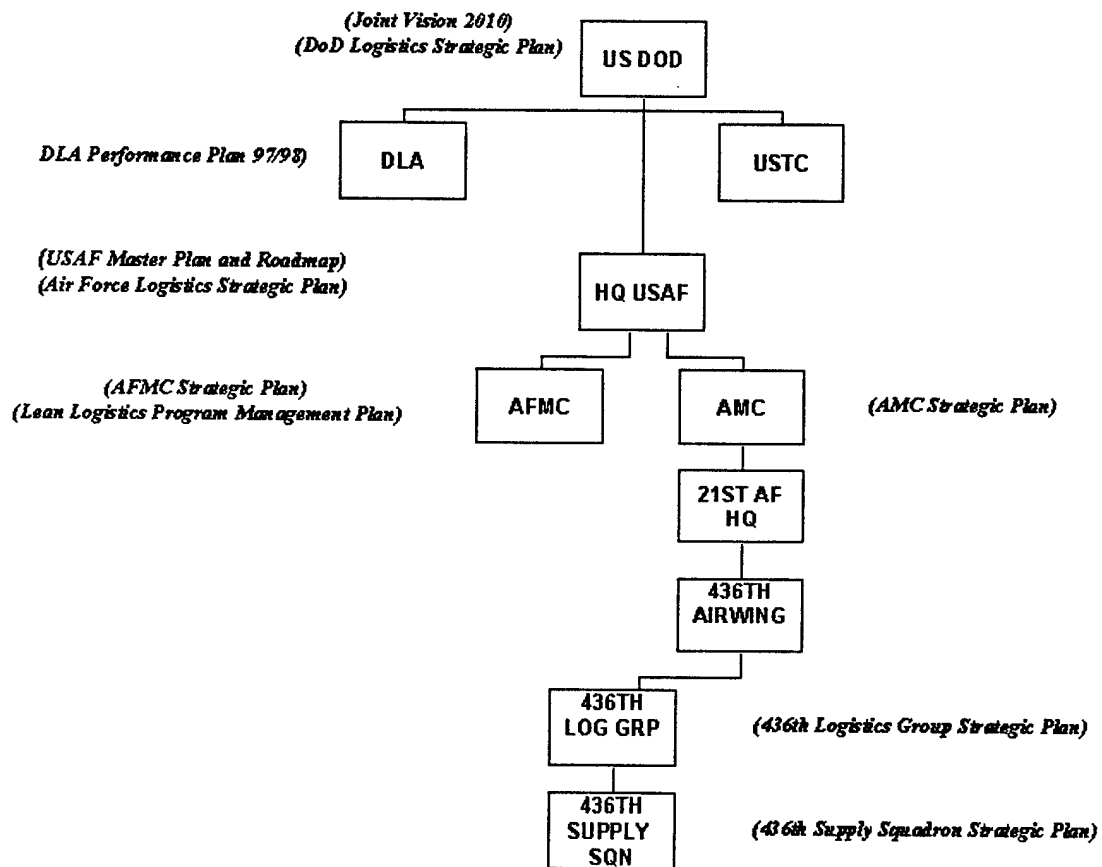 (Joint Vision 2010)
(DoD Logistics Strategic Plan)
US DOD
DLA Performance Plan 97/98)
DLA
USTC
(USAF Master Plan and Roadmap)
(Air Force Logistics Strategic Plan)
HQ USAF
(AFMC Strategic Plan)
(Lean Logistics Program Management Plan)
AFMC
AMC
(AMC Strategic Plan)
21ST AF
HQ
436TH
AIRWING
436TH
LOG GRP
(436th Logistics Group Strategic Plan)
436TH
SUPPLY
SQN
(436th Supply Squadron Strategic Plan)